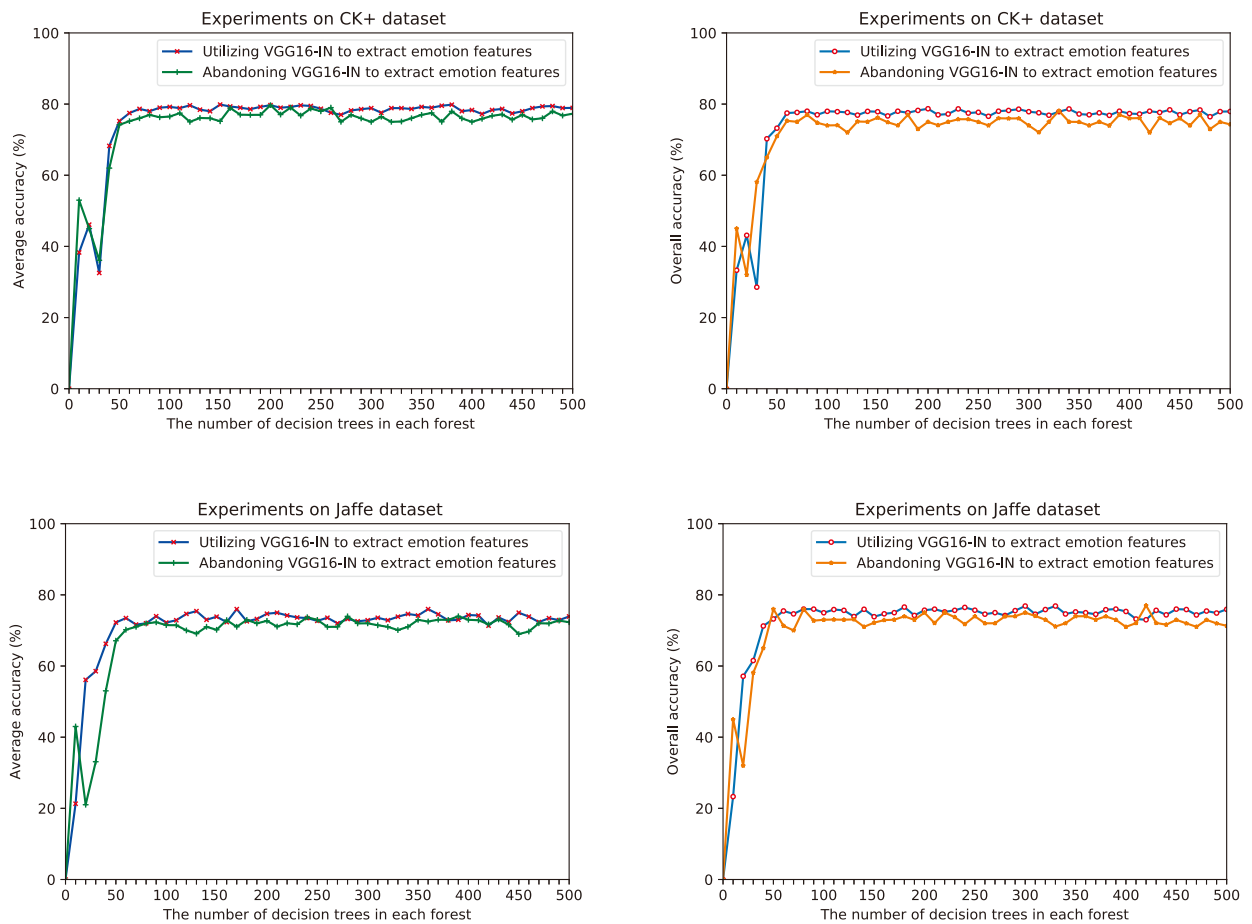 Experiments on CK+ dataset
Utilizing VGG16-IN to extract emotion features
Abandoning VGG16-IN to extract emotion features
Average accuracy (%)
100
80
60
40
20
0
0 50 100 150 200 250 300 350 400 450 500
The number of decision trees in each forest
Experiments on CK+ dataset
Utilizing VGG16-IN to extract emotion features
Abandoning VGG16-IN to extract emotion features
Overall accuracy (%)
100
80
60
40
20
0
0 50 100 150 200 250 300 350 400 450 500
The number of decision trees in each forest
Experiments on Jaffe dataset
Utilizing VGG16-IN to extract emotion features
Abandoning VGG16-IN to extract emotion features
Average accuracy (%)
100
80
60
40
20
0
0 50 100 150 200 250 300 350 400 450 500
The number of decision trees in each forest
Experiments on Jaffe dataset
Utilizing VGG16-IN to extract emotion features
Abandoning VGG16-IN to extract emotion features
Overall accuracy (%)
100
80
60
40
20
0
0 50 100 150 200 250 300 350 400 450 500
The number of decision trees in each forest